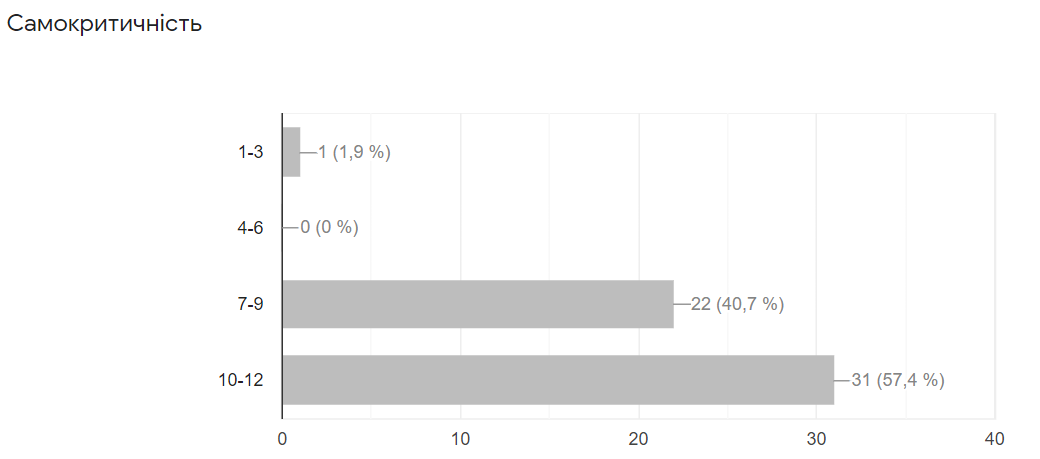 Самокритичність
1-3 1 (1,9 %)
4-6 0 (0 %)
7-9 22 (40,7 %)
10-12 31 (57,4 %)
0 10 20 30 40